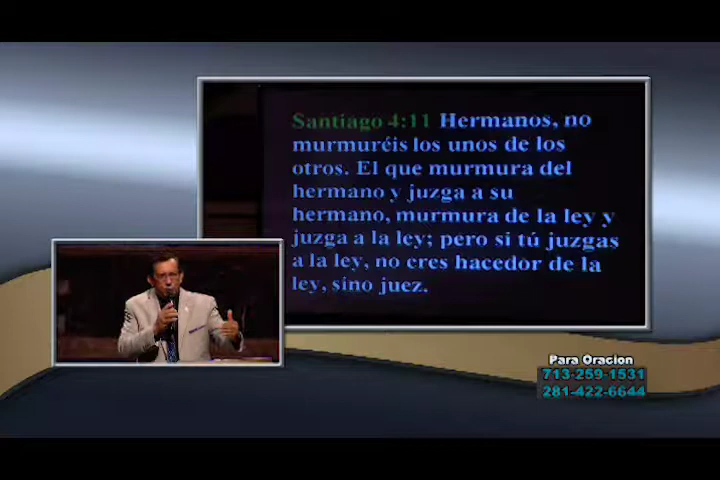 Santiago 4:11 Hermanos, no
murmuréis los unos de los
otros. El que murmura del
hermano y juzga a su
hermano, murmura de la ley y
juzga a la ley; pero si tú juzgas
a la ley, no eres hacedor de la
ley, sino juez.
Para Oracion
713-259-1531
281-422-6644